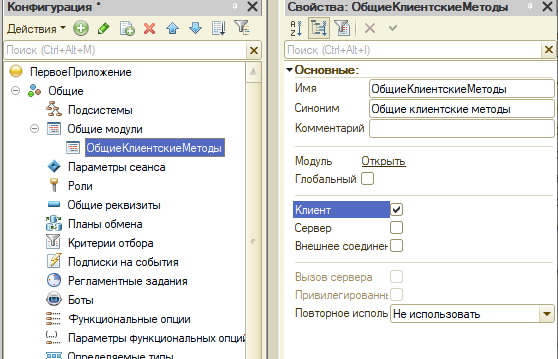 Конфигурация *
Действия
Поиск (Ctrl+Alt+M)
ПервоеПриложение
Общие
Подсистемы
Общие модули
ОбщиеКлиентскиеМетоды
Параметры сеанса
Роли
Общие реквизиты
Планы обмена
Критерии отбора
Подписки на события
Регламентные задания
Боты
Функциональные опции
Параметры функциональных опций
Определяемые типы
Свойства: ОбщиеКлиентскиеМетоды
Поиск (Ctrl+Alt+I)
Основные:
Имя ОбщиеКлиентскиеМетоды
Синоним Общие клиентские методы
Комментарий
Модуль Открыть
Глобальный
Клиент
Сервер
Внешнее соединен
Вызов сервера
Привилегированны
Повторное исполь Не использовать